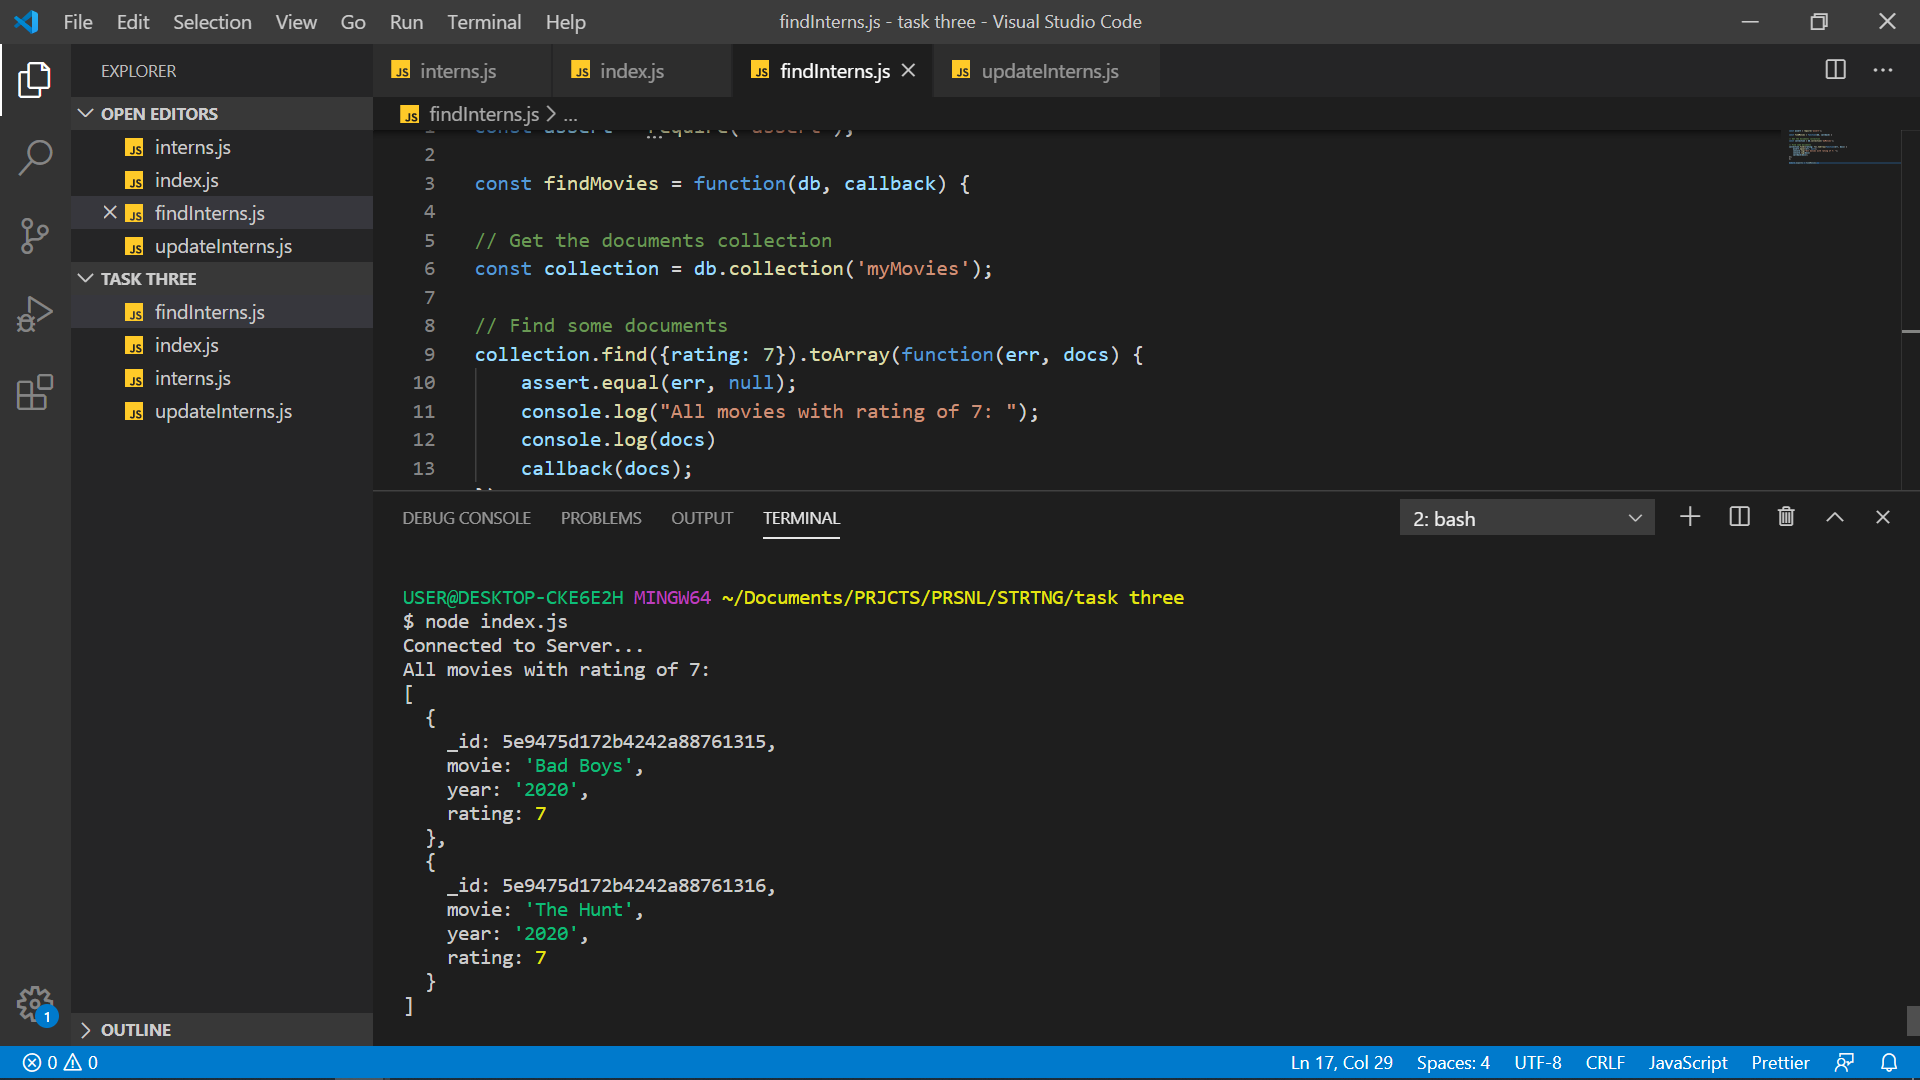 File Edit Selection View Go Run Terminal Help
findInterns.js - task three - Visual Studio Code
EXPLORER
OPEN EDITORS
interns.js
index.js
findInterns.js
updateInterns.js
TASK THREE
findInterns.js
index.js
interns.js
updateInterns.js
OUTLINE
interns.js index.js findInterns.js updateInterns.js
findInterns.js > ...
1 const assert = require('assert');
2
3 const findMovies = function(db, callback) {
4
5 // Get the documents collection
6 const collection = db.collection('myMovies');
7
8 // Find some documents
9 collection.find({rating: 7}).toArray(function(err, docs) {
10 assert.equal(err, null);
11 console.log("All movies with rating of 7: ");
12 console.log(docs)
13 callback(docs);
DEBUG CONSOLE PROBLEMS OUTPUT TERMINAL
2: bash
USER@DESKTOP-CKE6E2H MINGW64 ~/Documents/PRJCTS/PRSNL/STRTNG/task three
$ node index.js
Connected to Server...
All movies with rating of 7:
[
{
_id: 5e9475d172b4242a88761315,
movie: 'Bad Boys',
year: '2020',
rating: 7
},
{
_id: 5e9475d172b4242a88761316,
movie: 'The Hunt',
year: '2020',
rating: 7
}
]
1
0 0
Ln 17, Col 29 Spaces: 4 UTF-8 CRLF JavaScript Prettier